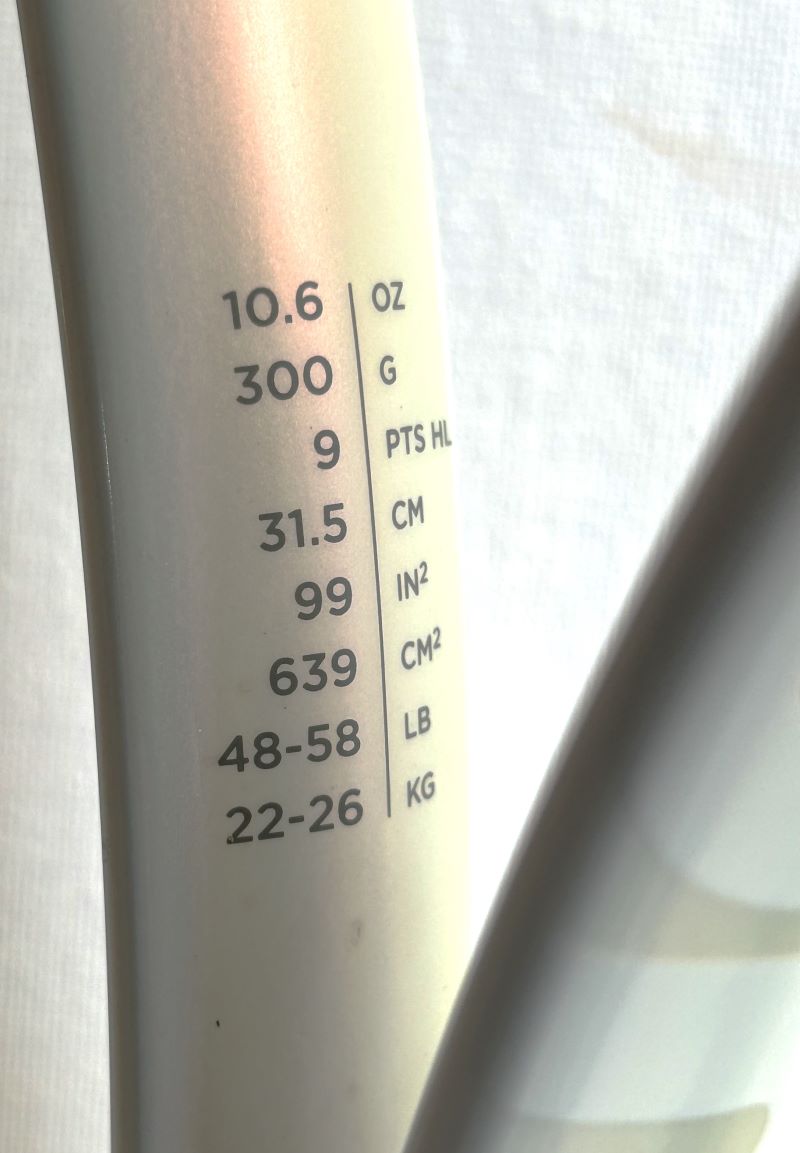 10.6 OZ
300 G
9 PTS HL
31.5 CM
99 IN²
639 CM²
48-58 LB
22-26 KG